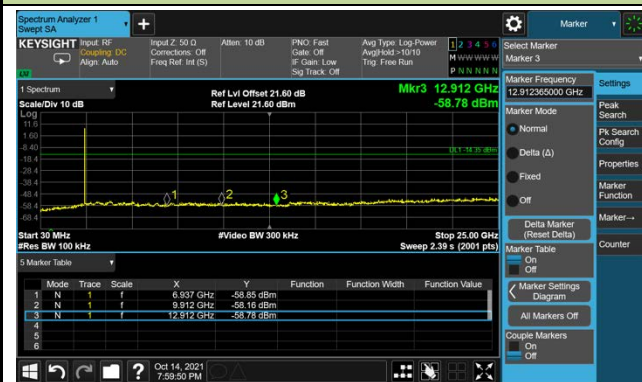 Spectrum Analyzer 1
Swept SA
Marker
KEYSIGHT
Input: RF
Coupling: DC
Align: Auto
Input Z: 50 Ω
Corrections: Off
Freq Ref: Int (S)
Atten: 10 dB
PNO: Fast
Gate: Off
IF Gain: Low
Sig Track: Off
Avg Type: Log-Power
Avg|Hold:>10/10
Trig: Free Run
1 2 3 4 5 6
M W W W W W
P N N N N N
Select Marker
Marker 3
1 Spectrum
Scale/Div 10 dB
Log
Ref Lvl Offset 21.60 dB
Ref Level 21.60 dBm
Mkr3 12.912 GHz
-58.78 dBm
11.6
1.60
-8.40
-18.4
-28.4
-38.4
-48.4
-58.4
-68.4
1
2
3
Start 30 MHz
#Res BW 100 kHz
#Video BW 300 kHz
Stop 25.00 GHz
Sweep 2.39 s (2001 pts)
5 Marker Table
Mode Trace Scale X Y Function Function Width Function Value
1 N 1 f 6.937 GHz -58.85 dBm
2 N 1 f 9.912 GHz -58.16 dBm
3 N 1 f 12.912 GHz -58.78 dBm
4
5
6
Marker Frequency
12.912365000 GHz
Marker Mode
Normal
Delta (Δ)
Fixed
Off
Delta Marker
(Reset Delta)
Marker Table
On
Off
Marker Settings
Diagram
All Markers Off
Couple Markers
On
Off
Settings
Peak
Search
Pk Search
Config
Properties
Marker
Function
Marker→
Counter
Oct 14, 2021
7:59:50 PM